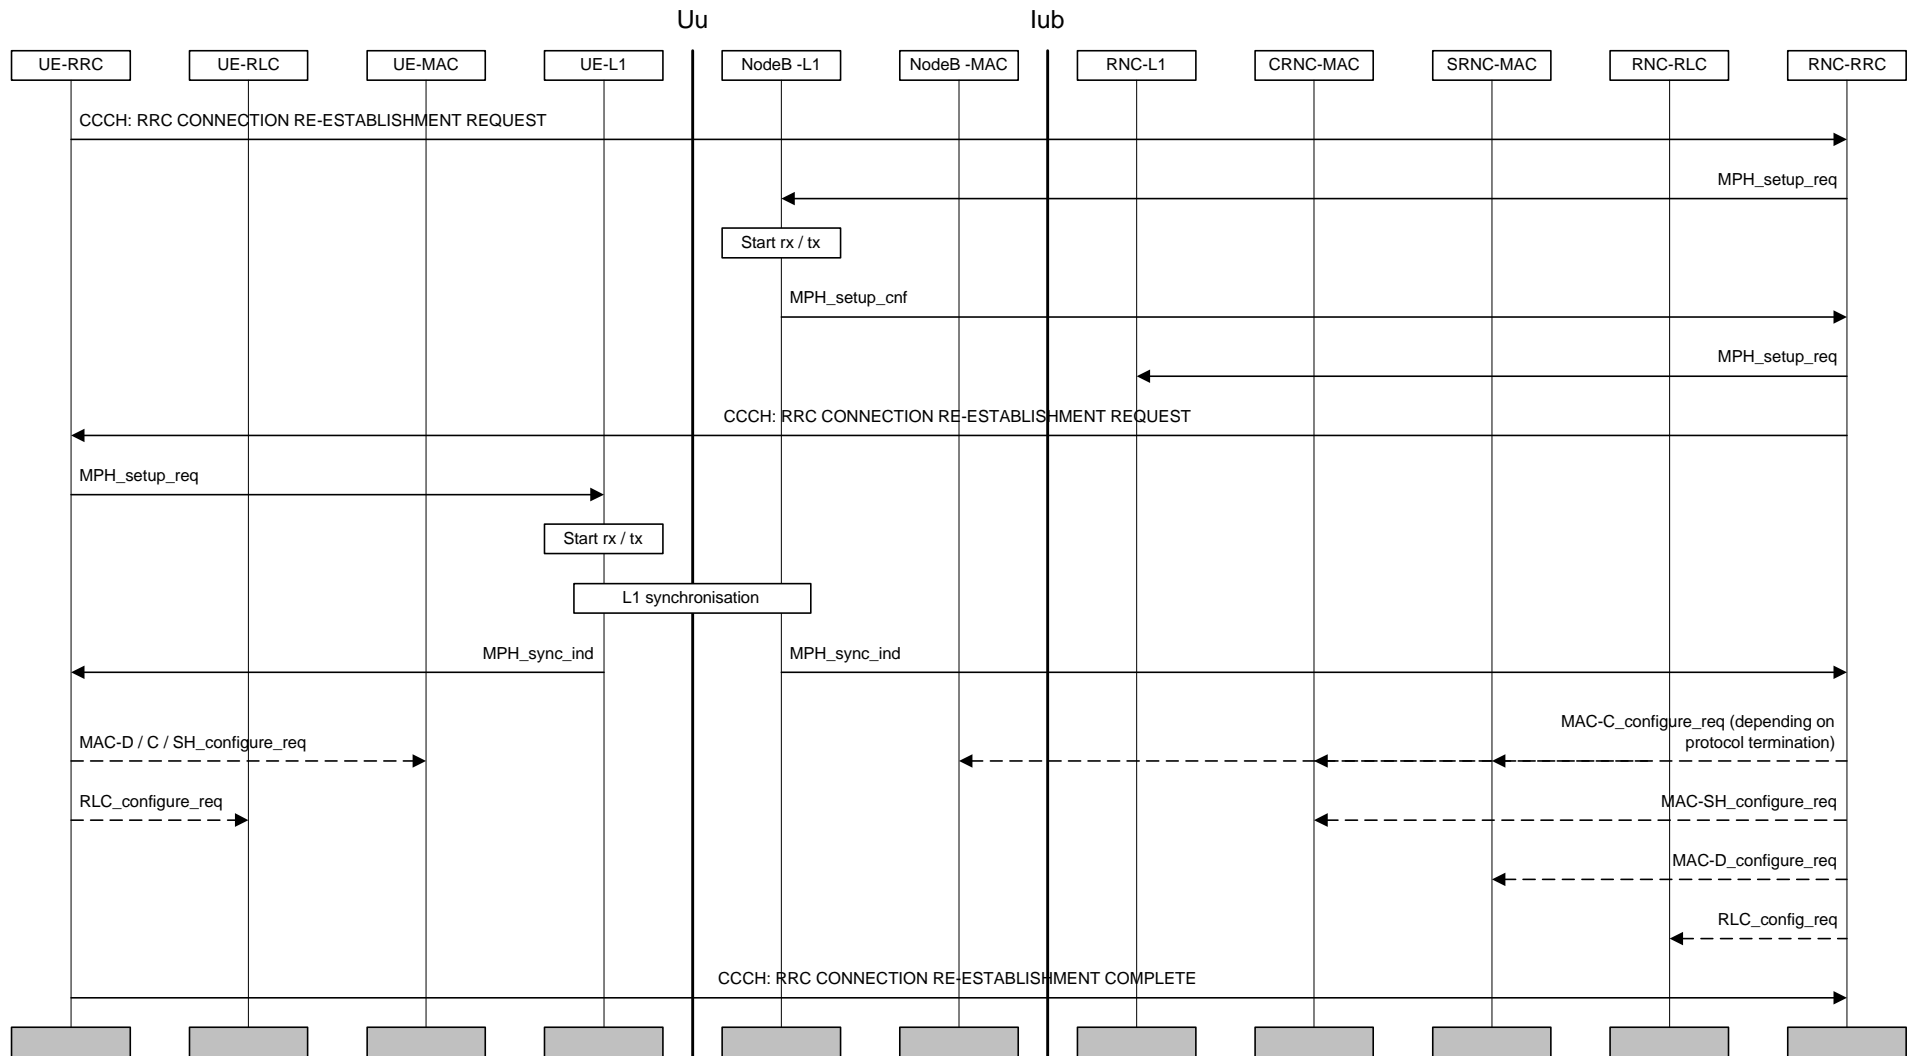 Uu
Iub
UE-RRC
UE-RLC
UE-MAC
UE-L1
NodeB -L1
NodeB -MAC
RNC-L1
CRNC-MAC
SRNC-MAC
RNC-RLC
RNC-RRC
CCCH: RRC CONNECTION RE-ESTABLISHMENT REQUEST
MPH_setup_req
Start rx / tx
MPH_setup_cnf
MPH_setup_req
CCCH: RRC CONNECTION RE-ESTABLISHMENT REQUEST
MPH_setup_req
Start rx / tx
L1 synchronisation
MPH_sync_ind
MPH_sync_ind
MAC-C_configure_req (depending on
protocol termination)
MAC-D / C / SH_configure_req
RLC_configure_req
MAC-SH_configure_req
MAC-D_configure_req
RLC_config_req
CCCH: RRC CONNECTION RE-ESTABLISHMENT COMPLETE